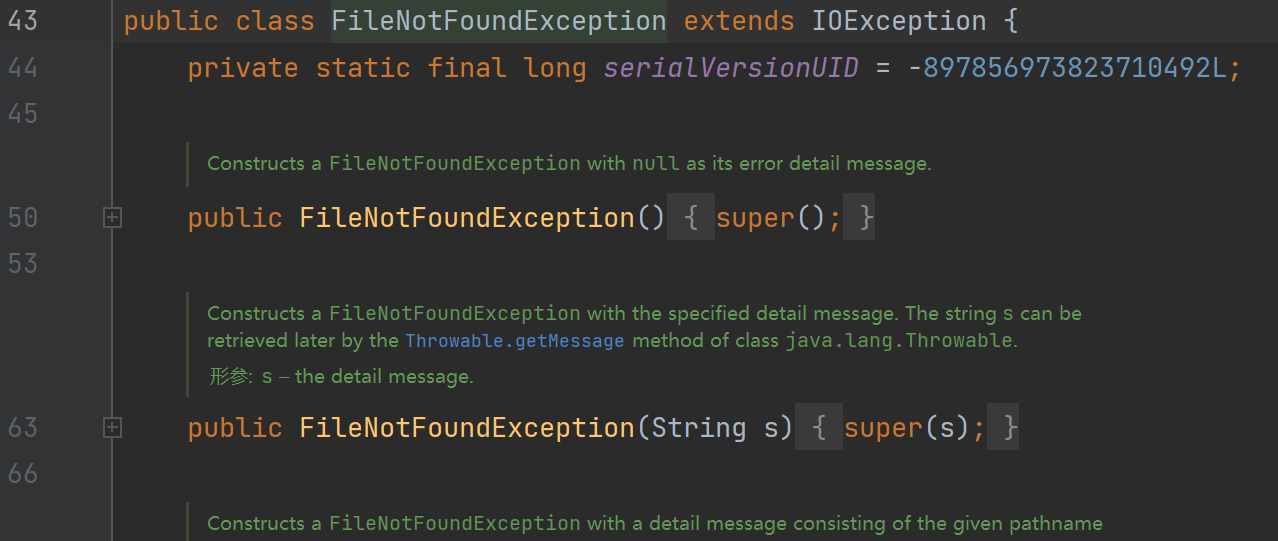 43 public class FileNotFoundException extends IOException {
44 private static final long serialVersionUID = -897856973823710492L;
45
Constructs a FileNotFoundException with null as its error detail message.
50 public FileNotFoundException() { super(); }
53
Constructs a FileNotFoundException with the specified detail message. The string s can be
retrieved later by the Throwable.getMessage method of class java.lang.Throwable.
形参: s – the detail message.
63 public FileNotFoundException(String s) { super(s); }
66
Constructs a FileNotFoundException with a detail message consisting of the given pathname